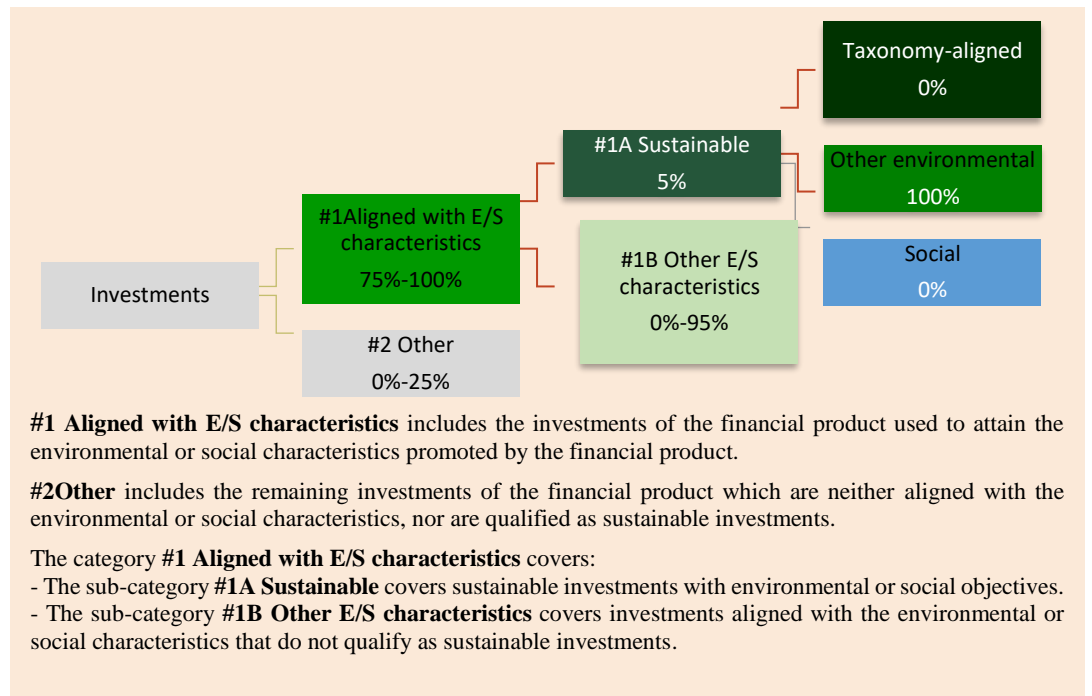 Taxonomy-aligned
0%
#1A Sustainable
5%
Other environmental
100%
#1Aligned with E/S
characteristics
75%-100%
#1B Other E/S
characteristics
0%-95%
Social
0%
Investments
#2 Other
0%-25%
#1 Aligned with E/S characteristics includes the investments of the financial product used to attain the
environmental or social characteristics promoted by the financial product.
#2Other includes the remaining investments of the financial product which are neither aligned with the
environmental or social characteristics, nor are qualified as sustainable investments.
The category #1 Aligned with E/S characteristics covers:
- The sub-category #1A Sustainable covers sustainable investments with environmental or social objectives.
- The sub-category #1B Other E/S characteristics covers investments aligned with the environmental or
social characteristics that do not qualify as sustainable investments.